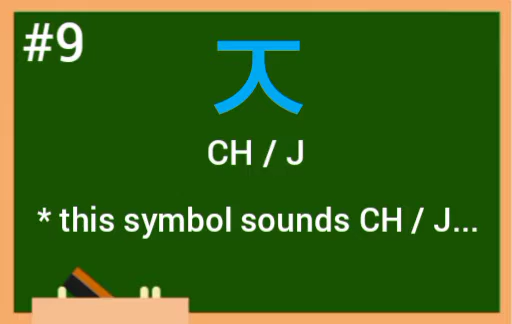 #9
ㅈ
CH / J
* this symbol sounds CH / J...